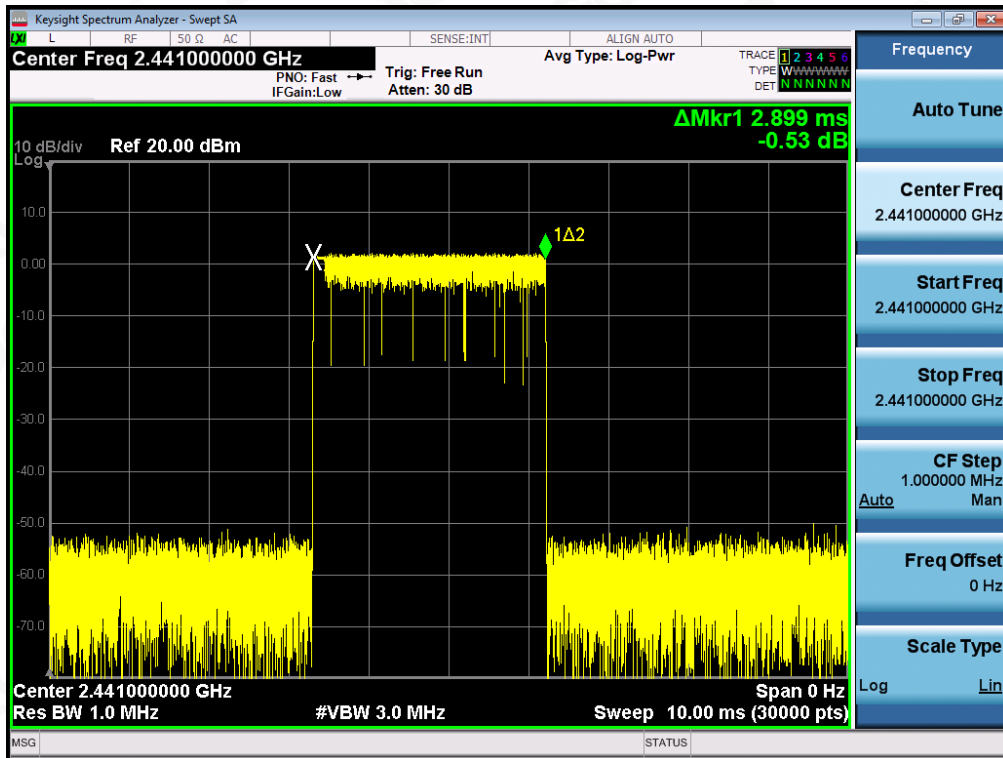 Keysight Spectrum Analyzer - Swept SA
LXI L RF 50 Ω AC SENSE:INT ALIGN AUTO
Center Freq 2.441000000 GHz
PNO: Fast
IFGain:Low
Trig: Free Run
Atten: 30 dB
Avg Type: Log-Pwr
TRACE 1 2 3 4 5 6
TYPE WWWWWW
DET N N N N N N
ΔMkr1 2.899 ms
-0.53 dB
10 dB/div Ref 20.00 dBm
Log
10.0
0.00
-10.0
-20.0
-30.0
-40.0
-50.0
-60.0
-70.0
X
1Δ2
Center 2.441000000 GHz Span 0 Hz
Res BW 1.0 MHz #VBW 3.0 MHz Sweep 10.00 ms (30000 pts)
MSG STATUS
Frequency
Auto Tune
Center Freq
2.441000000 GHz
Start Freq
2.441000000 GHz
Stop Freq
2.441000000 GHz
CF Step
1.000000 MHz
Auto Man
Freq Offset
0 Hz
Scale Type
Log Lin